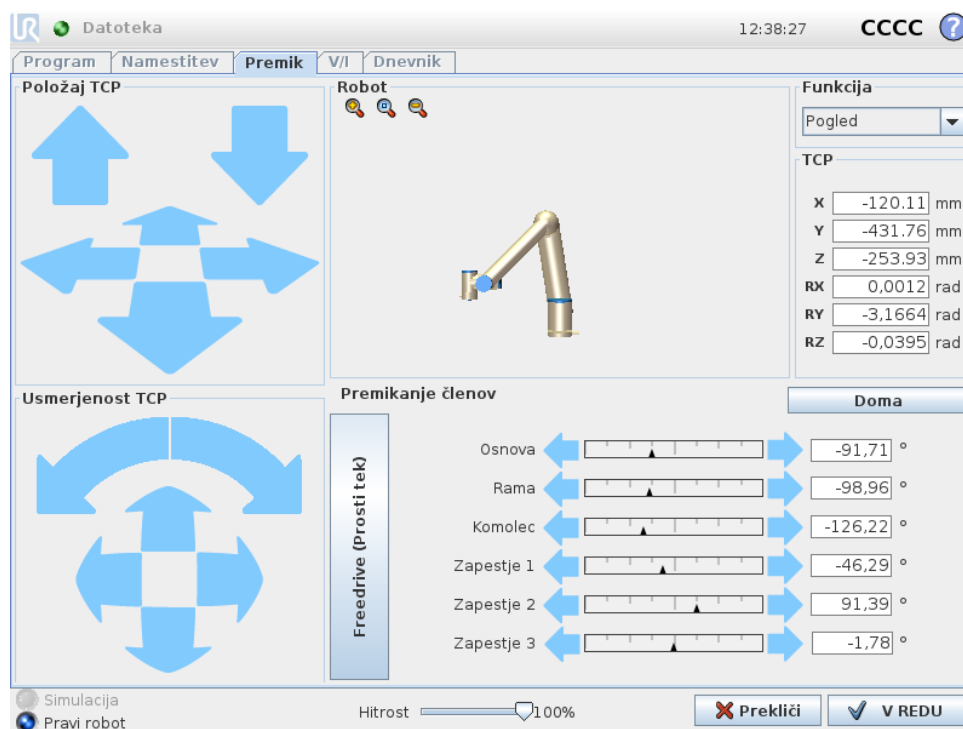 UR Datoteka 12:38:27 CCCC ?
Program Namestitev Premik V/I Dnevnik
Položaj TCP
Robot
Funkcija
Pogled
TCP
X -120.11 mm
Y -431.76 mm
Z -253.93 mm
RX 0,0012 rad
RY -3,1664 rad
RZ -0,0395 rad
Usmerjenost TCP
Premikanje členov
Doma
Freedrive (Prosti tek)
Osnova -91,71 °
Rama -98,96 °
Komolec -126,22 °
Zapestje 1 -46,29 °
Zapestje 2 91,39 °
Zapestje 3 -1,78 °
Simulacija
Pravi robot
Hitrost 100%
Prekliči
V REDU